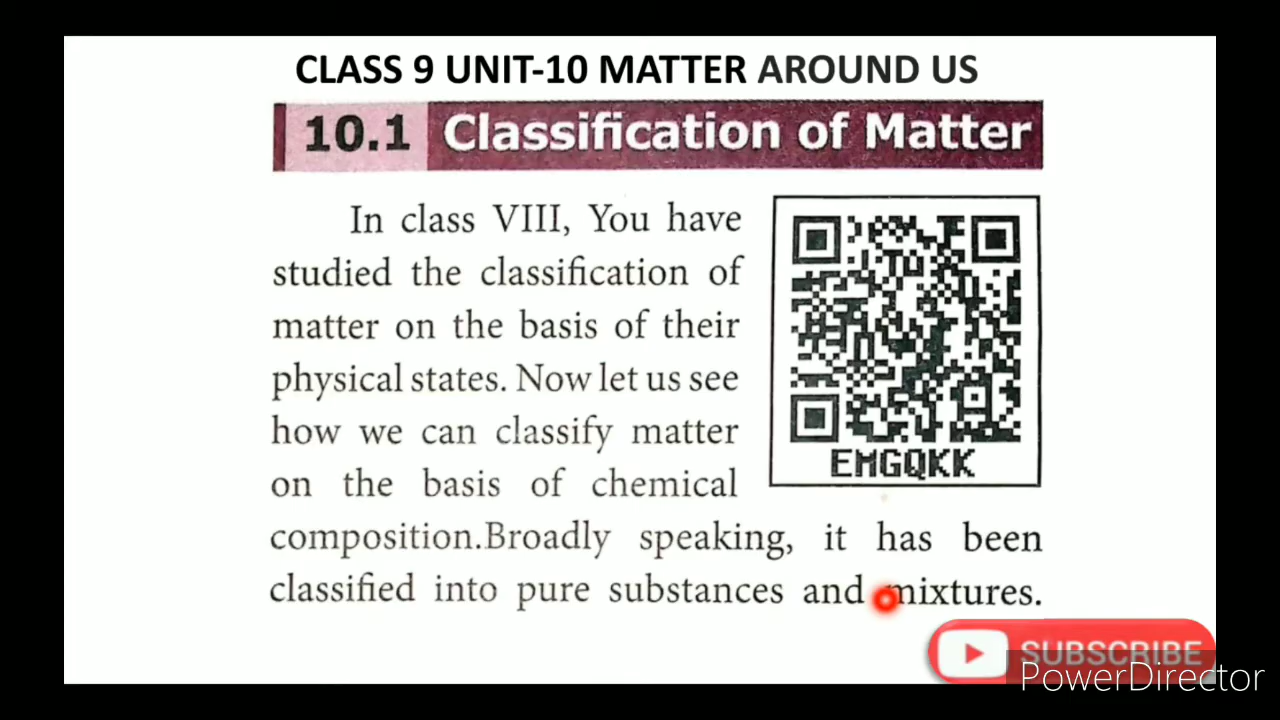 CLASS 9 UNIT-10 MATTER AROUND US
10.1 Classification of Matter
In class VIII, You have
studied the classification of
matter on the basis of their
physical states. Now let us see
how we can classify matter
on the basis of chemical
EMGQKK
composition.Broadly speaking, it has been
classified into pure substances and mixtures.
SUBSCRIBE
PowerDirector